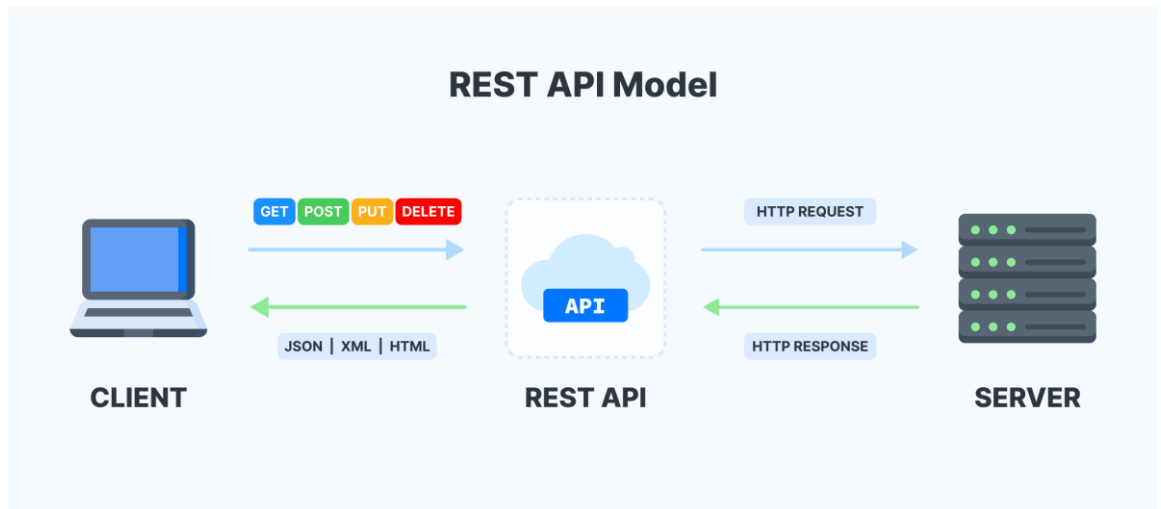 REST API Model
GET POST PUT DELETE
HTTP REQUEST
API
JSON | XML | HTML
HTTP RESPONSE
CLIENT
REST API
SERVER